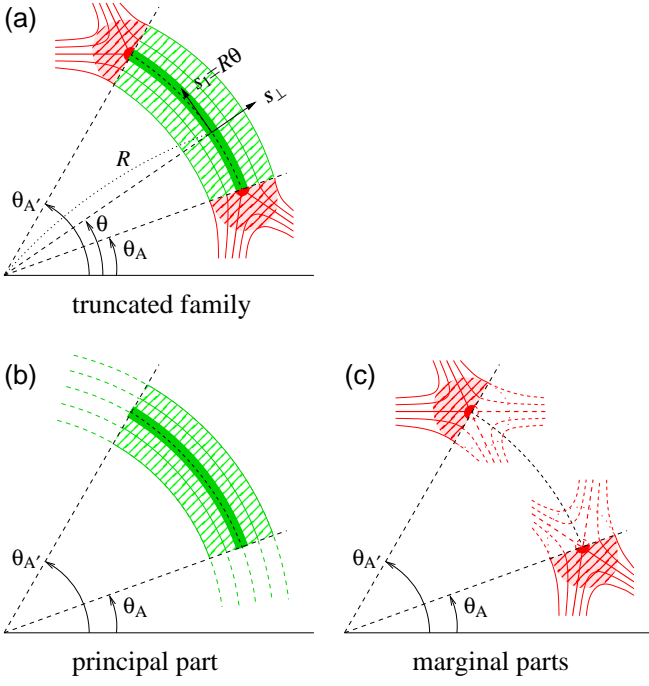 (a)
s∥=Rθ
s⊥
R
θA′
θ
θA
truncated family
(b)
(c)
θA′
θA
θA′
θA
principal part
marginal parts